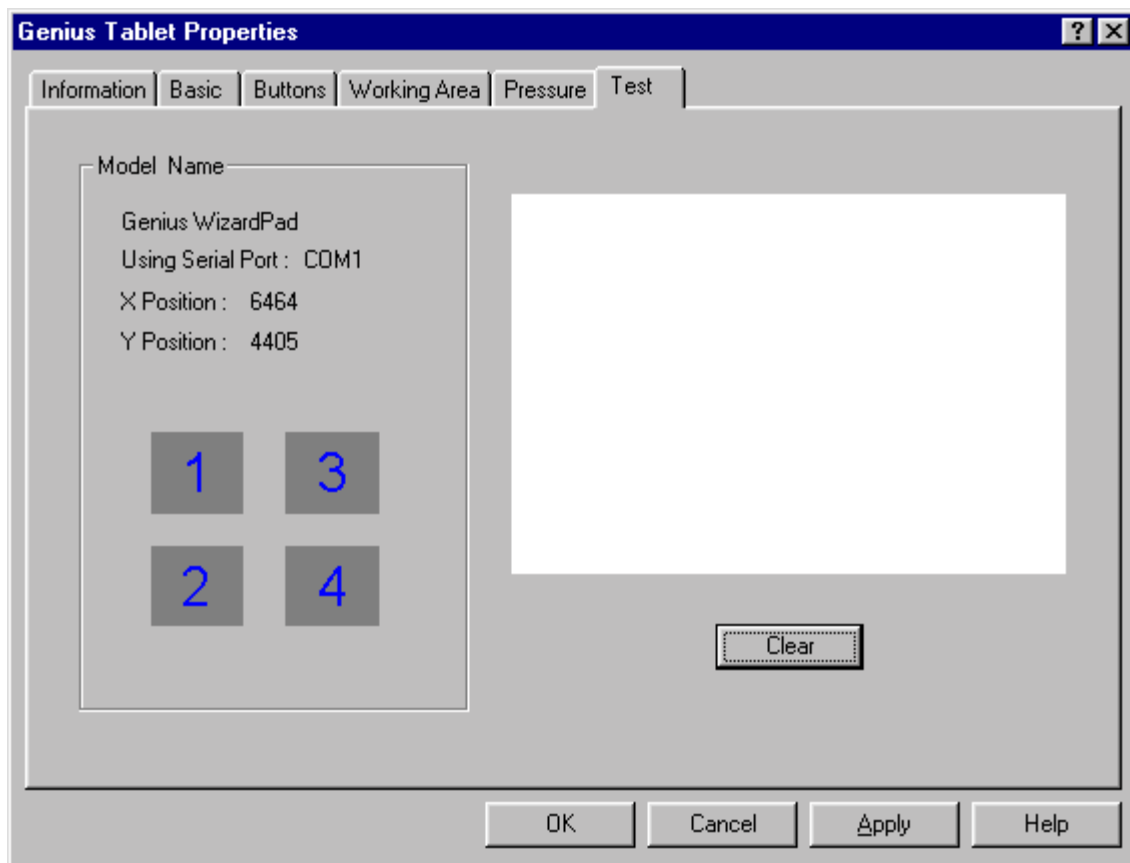 Genius Tablet Properties
Information Basic Buttons Working Area Pressure Test
Model Name
Genius WizardPad
Using Serial Port : COM1
X Position : 6464
Y Position : 4405
1 3
2 4
Clear
OK Cancel Apply Help